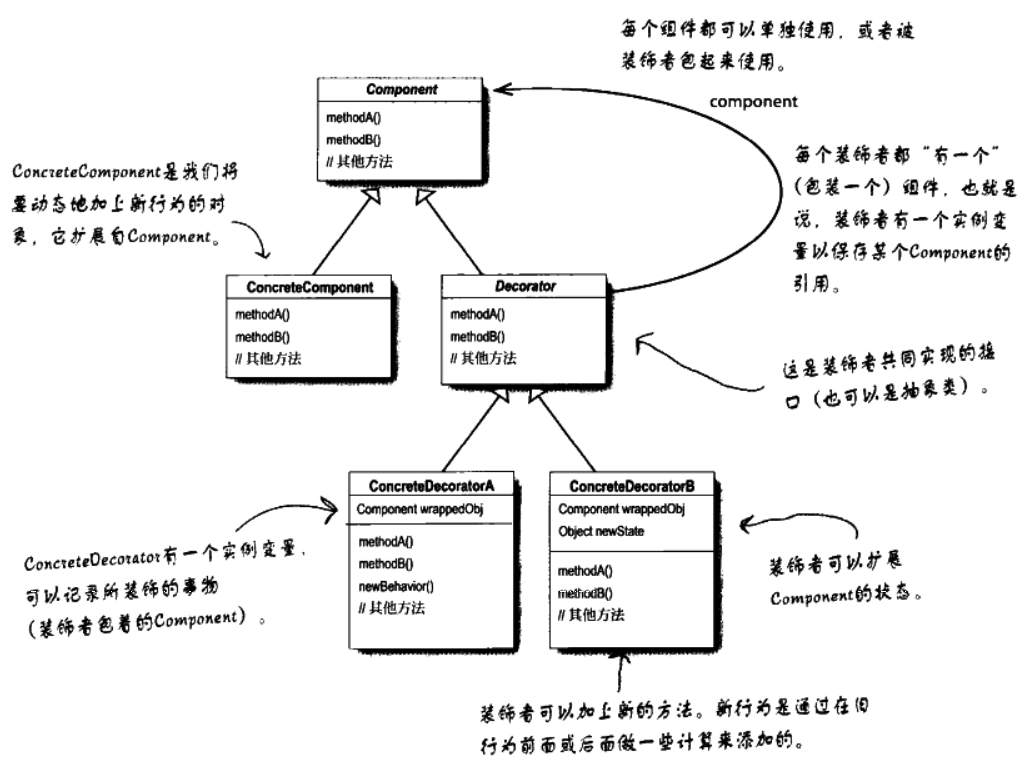 每个组件都可以单独使用，或者被
装饰者包起来使用。
Component
methodA()
methodB()
// 其他方法
component
ConcreteComponent是我们将
要动态地加上新行为的对
象，它扩展自Component。
每个装饰者都“有一个”
(包装一个）组件，也就是
说，装饰者有一个实例变
量以保存某个Component的
引用。
ConcreteComponent
methodA()
methodB()
// 其他方法
Decorator
methodA()
methodB()
// 其他方法
这是装饰者共同实现的接
口（也可以是抽象类）。
ConcreteDecoratorA
Component wrappedObj
methodA()
methodB()
newBehavior()
// 其他方法
ConcreteDecoratorB
Component wrappedObj
Object newState
methodA()
methodB()
// 其他方法
ConcreteDecorator有一个实例变量，
可以记录所装饰的事物
（装饰者包着的Component）。
装饰者可以扩展
Component的状态。
装饰者可以加上新的方法。新行为是通过在旧
行为前面或后面做一些计算来添加的。